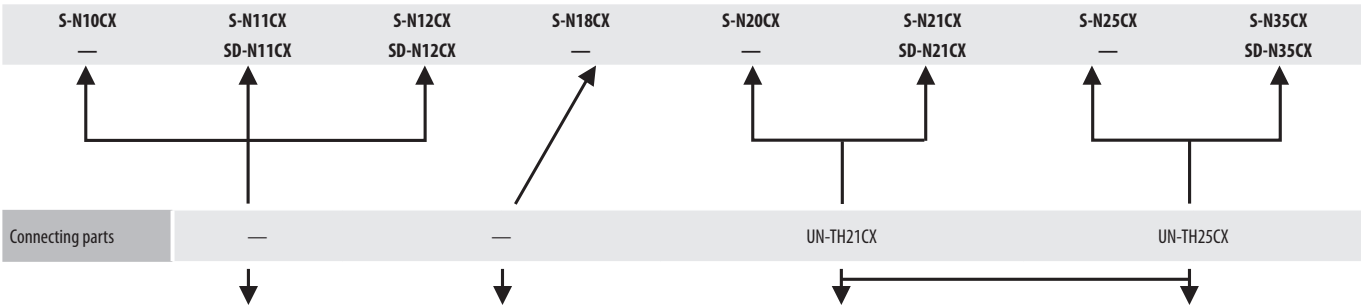 S-N10CX S-N11CX S-N12CX S-N18CX S-N20CX S-N21CX S-N25CX S-N35CX
— SD-N11CX SD-N12CX — — SD-N21CX — SD-N35CX
Connecting parts — — UN-TH21CX UN-TH25CX